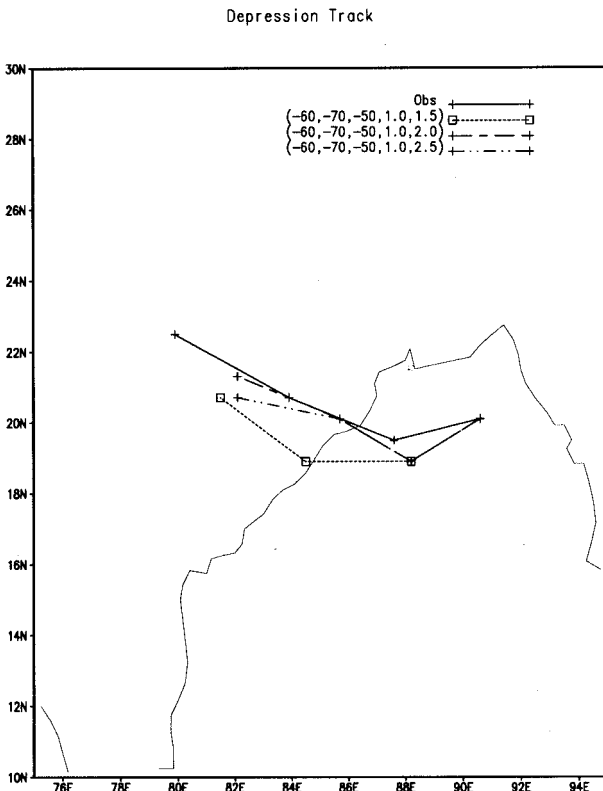 Depression Track
30N
Obs
(-60,-70,-50,1.0,1.5)
28N
(-60,-70,-50,1.0,2.0)
(-60,-70,-50,1.0,2.5)
26N
24N
22N
20N
18N
16N
14N
12N
10N
76E 78E 80E 82E 84E 86E 88E 90E 92E 94E